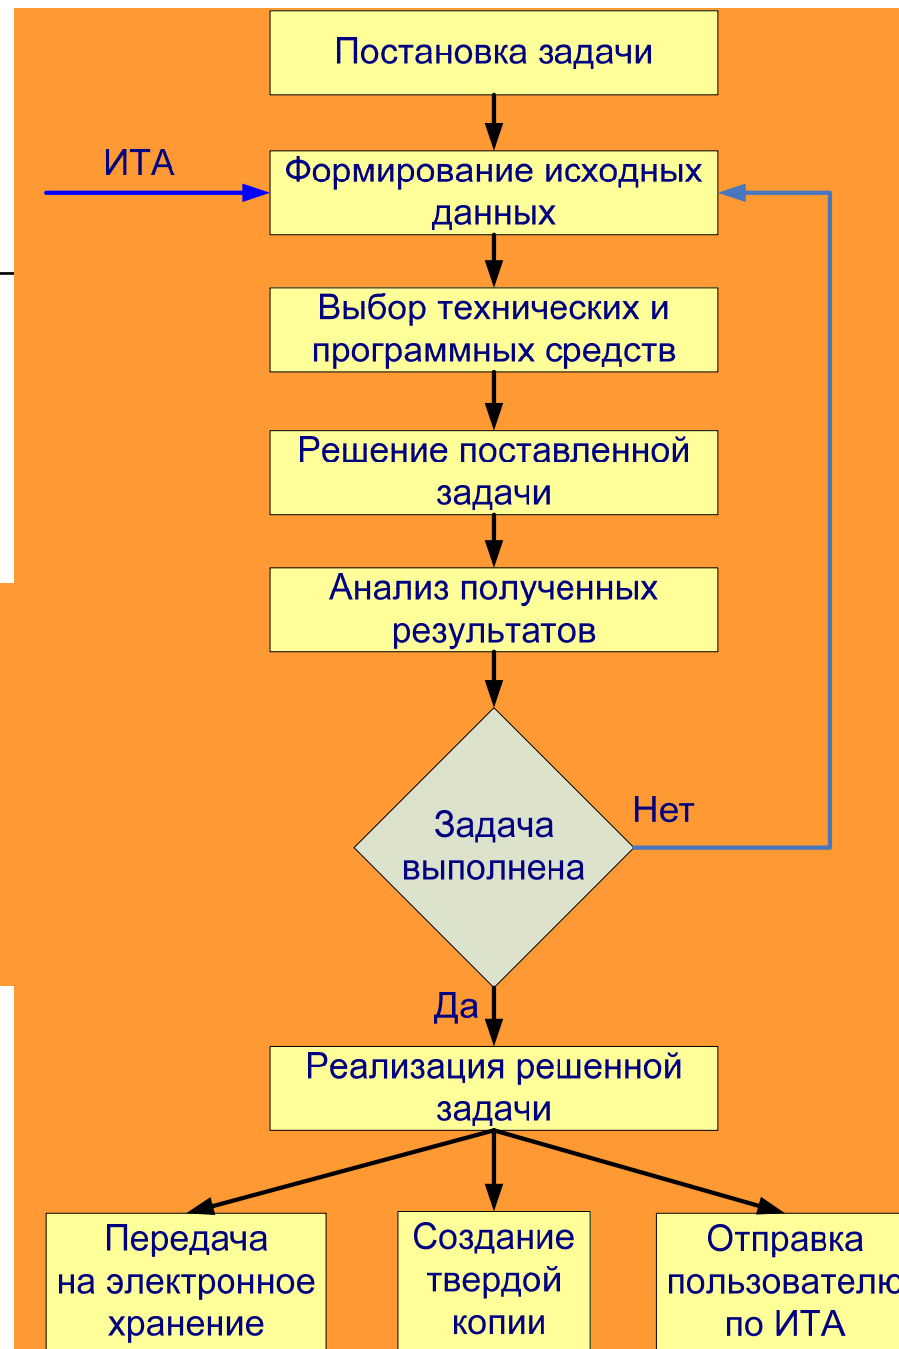 Постановка задачи
ИТА
Формирование исходных
данных
Выбор технических и
программных средств
Решение поставленной
задачи
Анализ полученных
результатов
Задача
выполнена
Нет
Да
Реализация решенной
задачи
Передача
на электронное
хранение
Создание
твердой
копии
Отправка
пользователю
по ИТА